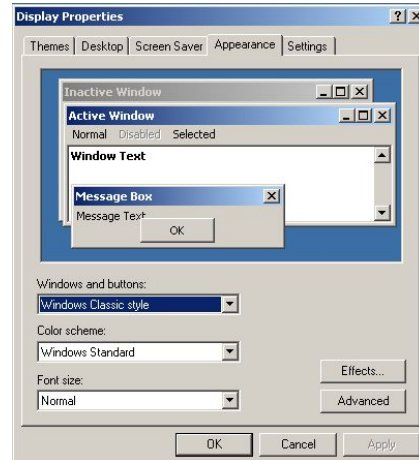 Display Properties
Themes Desktop Screen Saver Appearance Settings
Inactive Window
Active Window
Normal Disabled Selected
Window Text
Message Box
Message Text
OK
Windows and buttons:
Windows Classic style
Color scheme:
Windows Standard
Effects...
Font size:
Normal
Advanced
OK Cancel Apply